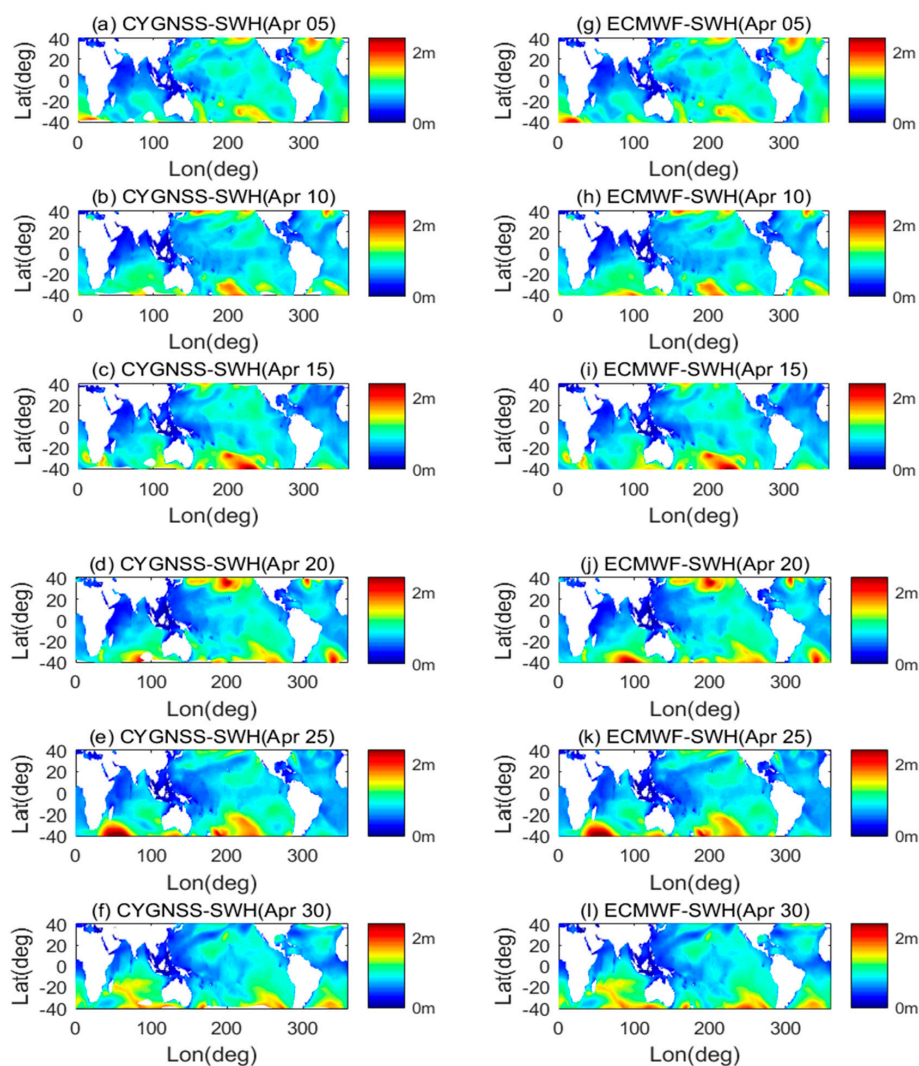 (a) CYGNSS-SWH(Apr 05)
40
20
0
-20
-40
Lat(deg)
0 100 200 300
Lon(deg)
2m
0m
(g) ECMWF-SWH(Apr 05)
40
20
0
-20
-40
Lat(deg)
0 100 200 300
Lon(deg)
2m
0m
(b) CYGNSS-SWH(Apr 10)
40
20
0
-20
-40
Lat(deg)
0 100 200 300
Lon(deg)
2m
0m
(h) ECMWF-SWH(Apr 10)
40
20
0
-20
-40
Lat(deg)
0 100 200 300
Lon(deg)
2m
0m
(c) CYGNSS-SWH(Apr 15)
40
20
0
-20
-40
Lat(deg)
0 100 200 300
Lon(deg)
2m
0m
(i) ECMWF-SWH(Apr 15)
40
20
0
-20
-40
Lat(deg)
0 100 200 300
Lon(deg)
2m
0m
(d) CYGNSS-SWH(Apr 20)
40
20
0
-20
-40
Lat(deg)
0 100 200 300
Lon(deg)
2m
0m
(j) ECMWF-SWH(Apr 20)
40
20
0
-20
-40
Lat(deg)
0 100 200 300
Lon(deg)
2m
0m
(e) CYGNSS-SWH(Apr 25)
40
20
0
-20
-40
Lat(deg)
0 100 200 300
Lon(deg)
2m
0m
(k) ECMWF-SWH(Apr 25)
40
20
0
-20
-40
Lat(deg)
0 100 200 300
Lon(deg)
2m
0m
(f) CYGNSS-SWH(Apr 30)
40
20
0
-20
-40
Lat(deg)
0 100 200 300
Lon(deg)
2m
0m
(l) ECMWF-SWH(Apr 30)
40
20
0
-20
-40
Lat(deg)
0 100 200 300
Lon(deg)
2m
0m